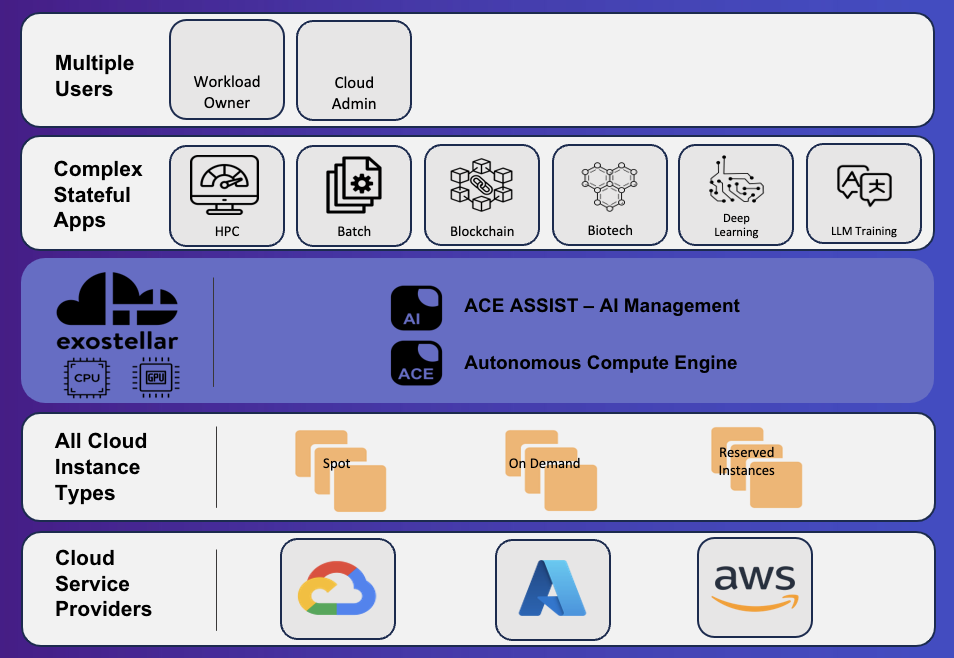 Multiple
Users
Workload
Owner
Cloud
Admin
Complex
Stateful
Apps
HPC
Batch
Blockchain
Biotech
Deep
Learning
A 文
LLM Training
exostellar
CPU
GPU
AI
ACE ASSIST – AI Management
ACE
Autonomous Compute Engine
All Cloud
Instance
Types
Spot
On Demand
Reserved
Instances
Cloud
Service
Providers
aws